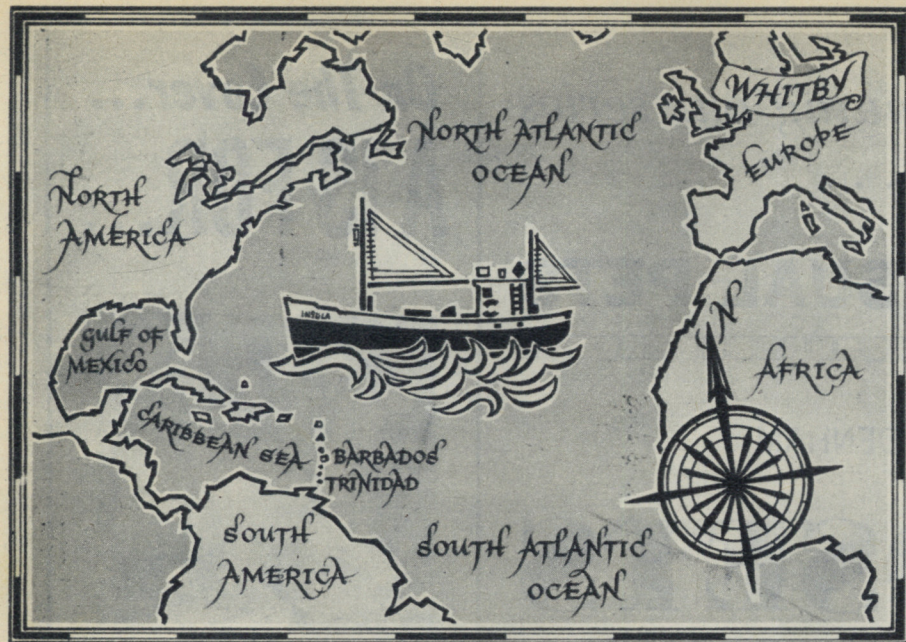 WHITBY
NORTH ATLANTIC
OCEAN
EUROPE
NORTH
AMERICA
INSOLA
GULF OF
MEXICO
N
AFRICA
CARIBBEAN SEA
BARBADOS
TRINIDAD
SOUTH
AMERICA
SOUTH ATLANTIC
OCEAN